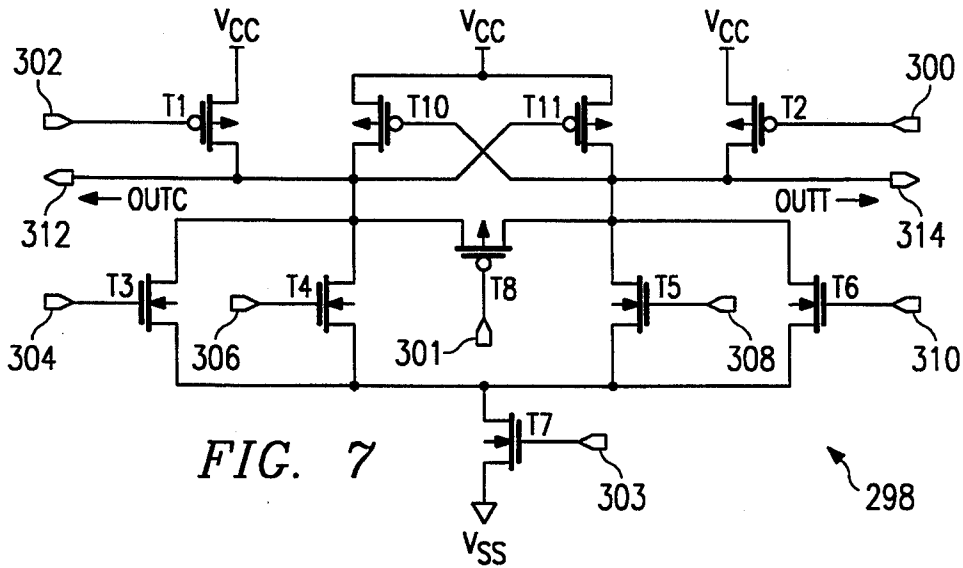 VCC VCC VCC
302 300
T1 T10 T11 T2
← OUTC OUTT →
312 314
T3 T4 T8 T5 T6
304 306 301 308 310
T7
FIG. 7
303
298
VSS